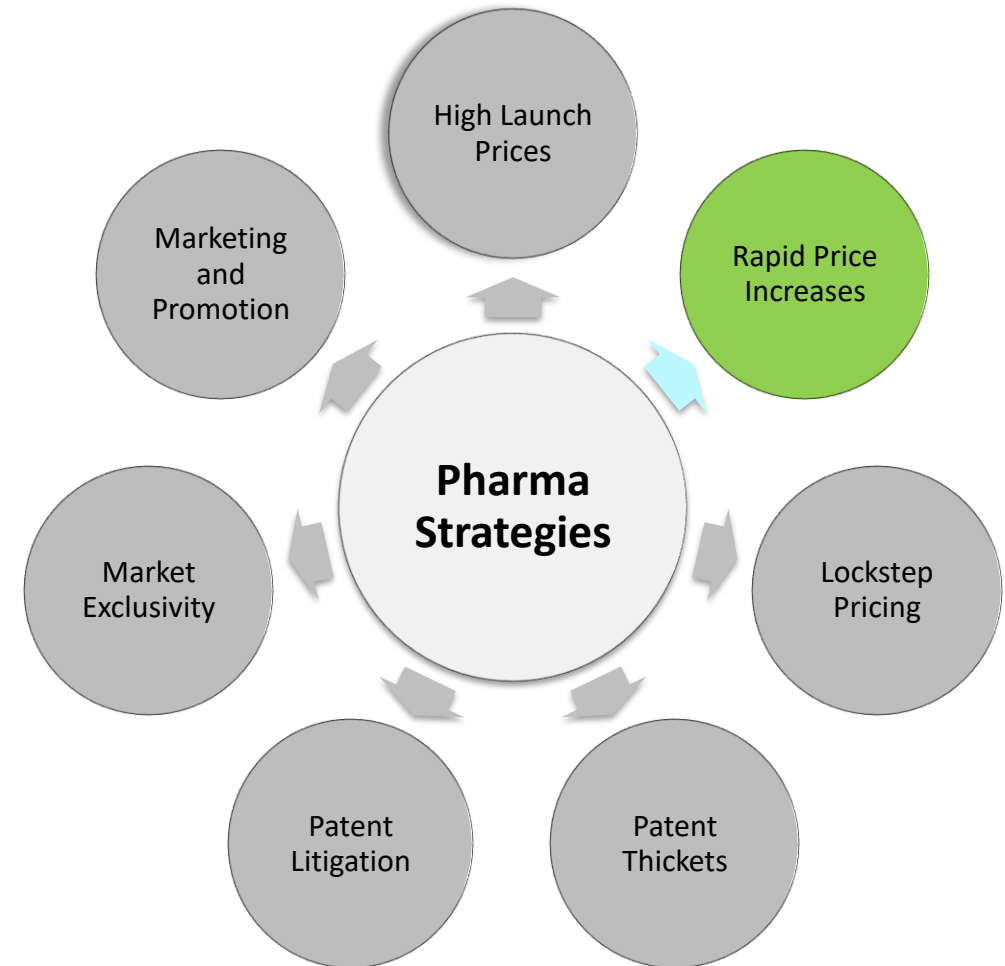 High Launch
Prices
Rapid Price
Increases
Lockstep
Pricing
Patent
Thickets
Patent
Litigation
Market
Exclusivity
Marketing
and
Promotion
Pharma
Strategies